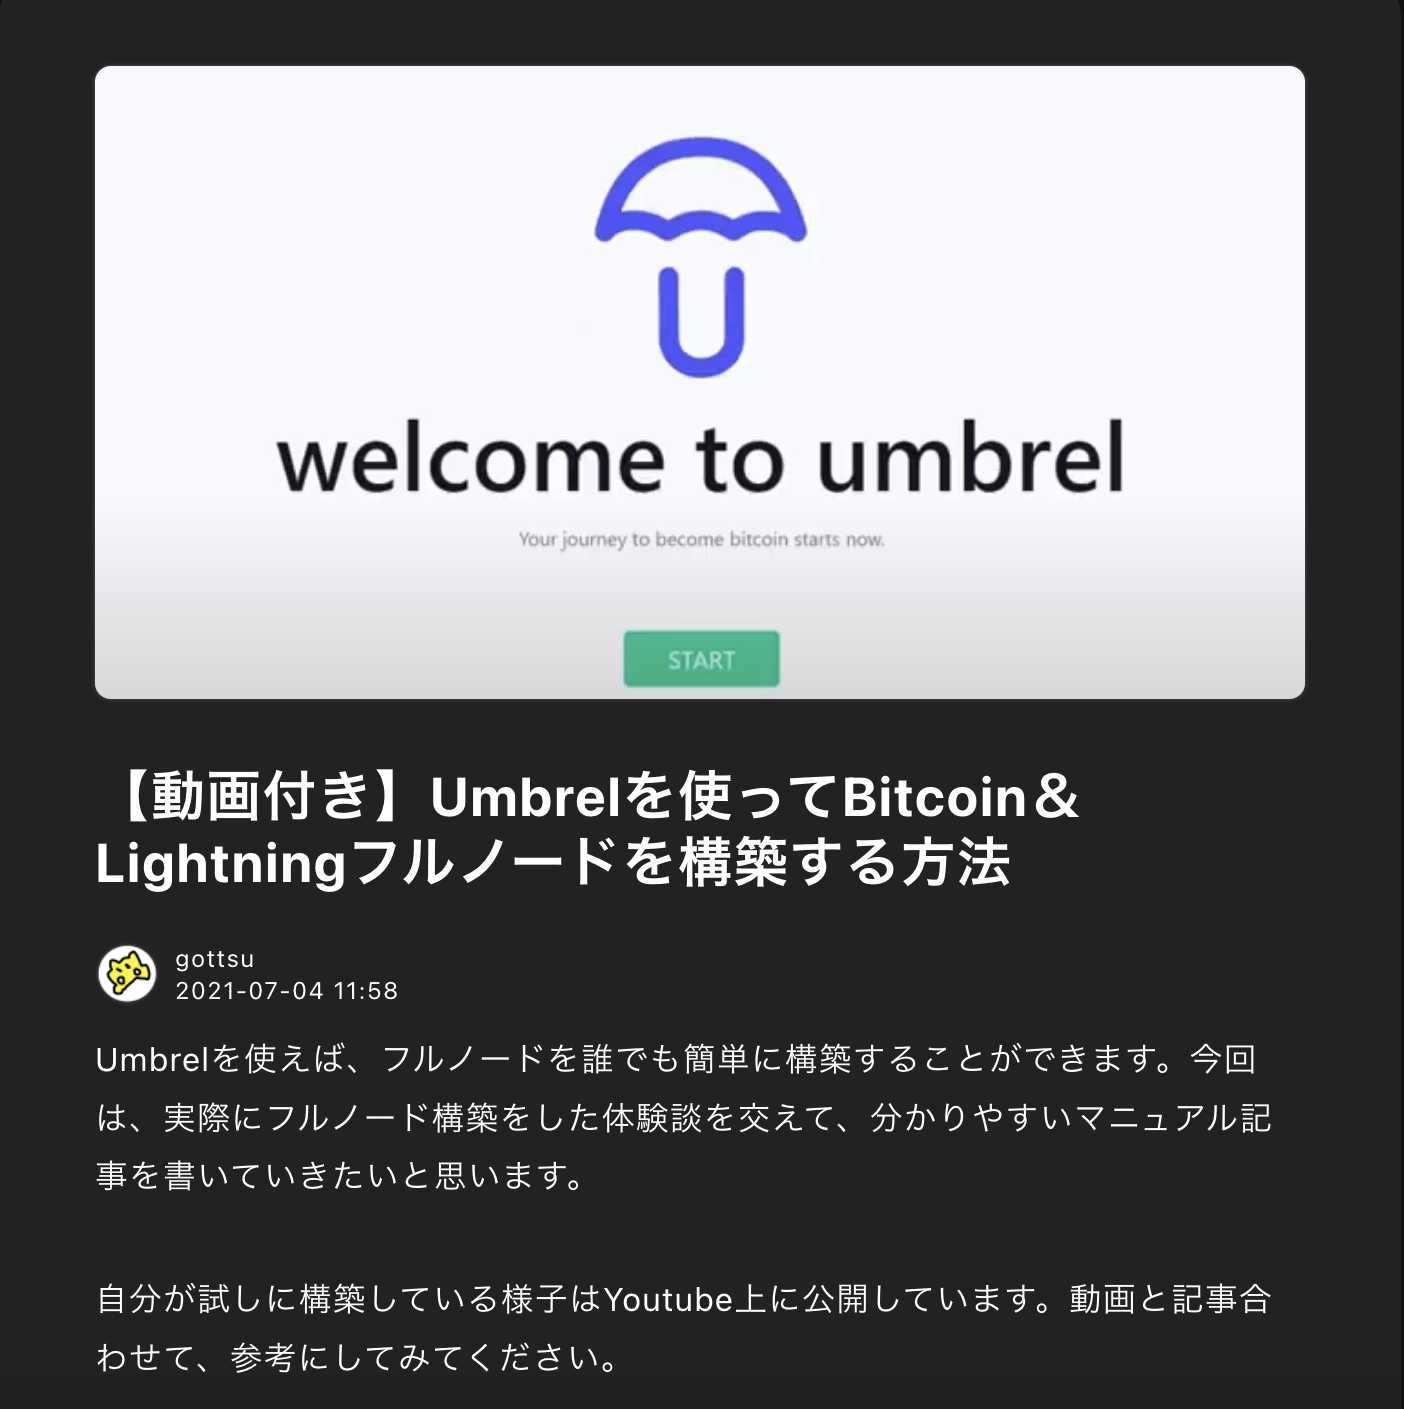 welcome to umbrel
Your journey to become bitcoin starts now.
START
【動画付き】Umbrelを使ってBitcoin＆
Lightningフルノードを構築する方法
gottsu
2021-07-04 11:58
Umbrelを使えば、フルノードを誰でも簡単に構築することができます。今回
は、実際にフルノード構築をした体験談を交えて、分かりやすいマニュアル記
事を書いていきたいと思います。
自分が試しに構築している様子はYoutube上に公開しています。動画と記事合
わせて、参考にしてみてください。